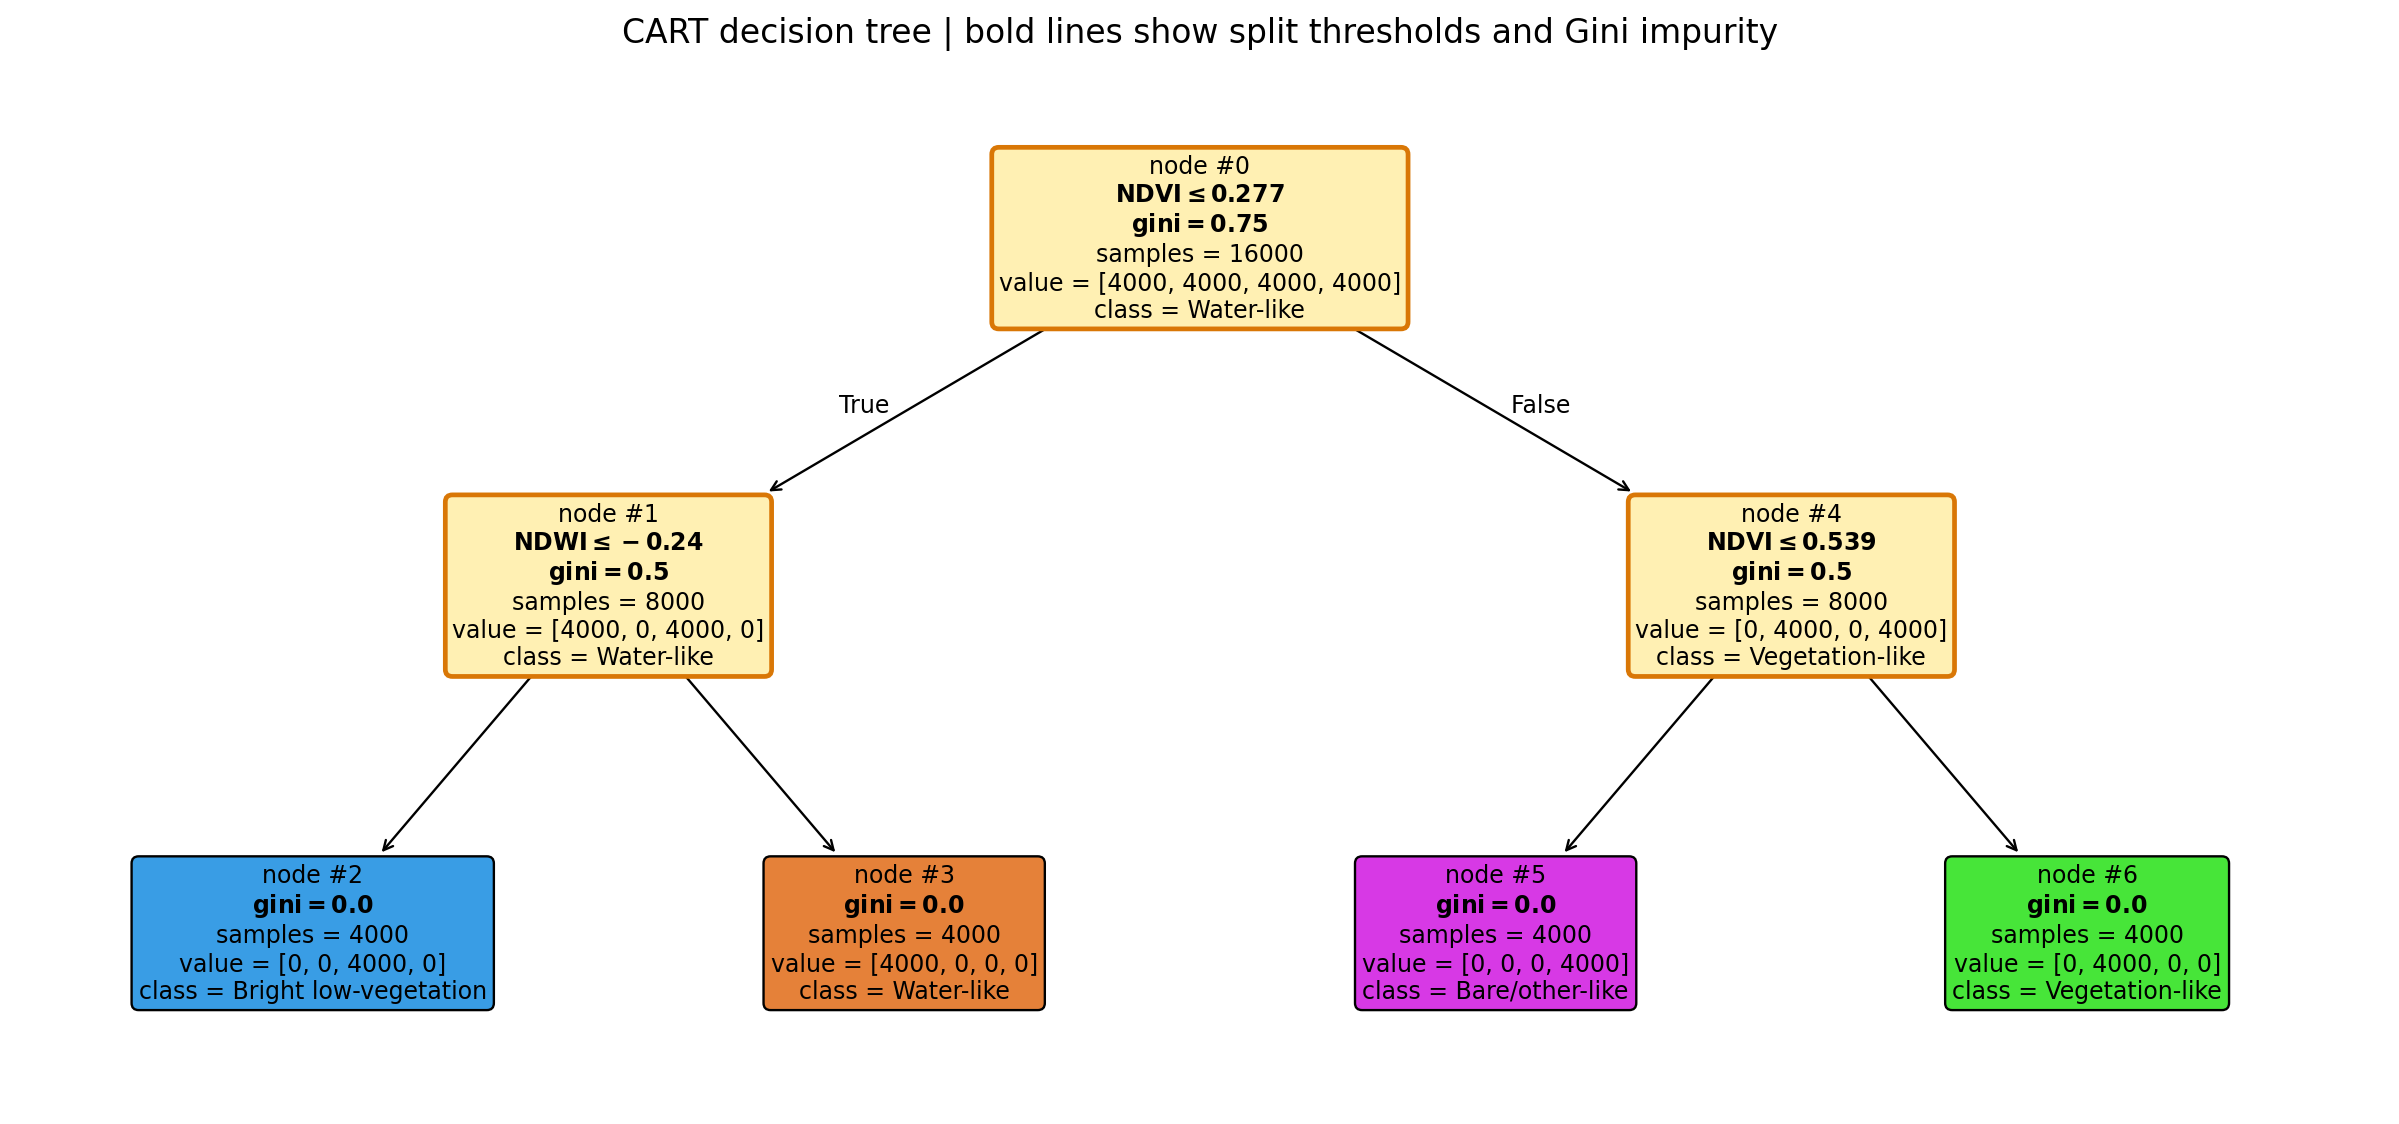 CART decision tree | bold lines show split thresholds and Gini impurity
node #0
NDVI ≤ 0.277
gini = 0.75
samples = 16000
value = [4000, 4000, 4000, 4000]
class = Water-like
True
False
node #1
NDWI ≤ − 0.24
gini = 0.5
samples = 8000
value = [4000, 0, 4000, 0]
class = Water-like
node #4
NDVI ≤ 0.539
gini = 0.5
samples = 8000
value = [0, 4000, 0, 4000]
class = Vegetation-like
node #2
gini = 0.0
samples = 4000
value = [0, 0, 4000, 0]
class = Bright low-vegetation
node #3
gini = 0.0
samples = 4000
value = [4000, 0, 0, 0]
class = Water-like
node #5
gini = 0.0
samples = 4000
value = [0, 0, 0, 4000]
class = Bare/other-like
node #6
gini = 0.0
samples = 4000
value = [0, 4000, 0, 0]
class = Vegetation-like